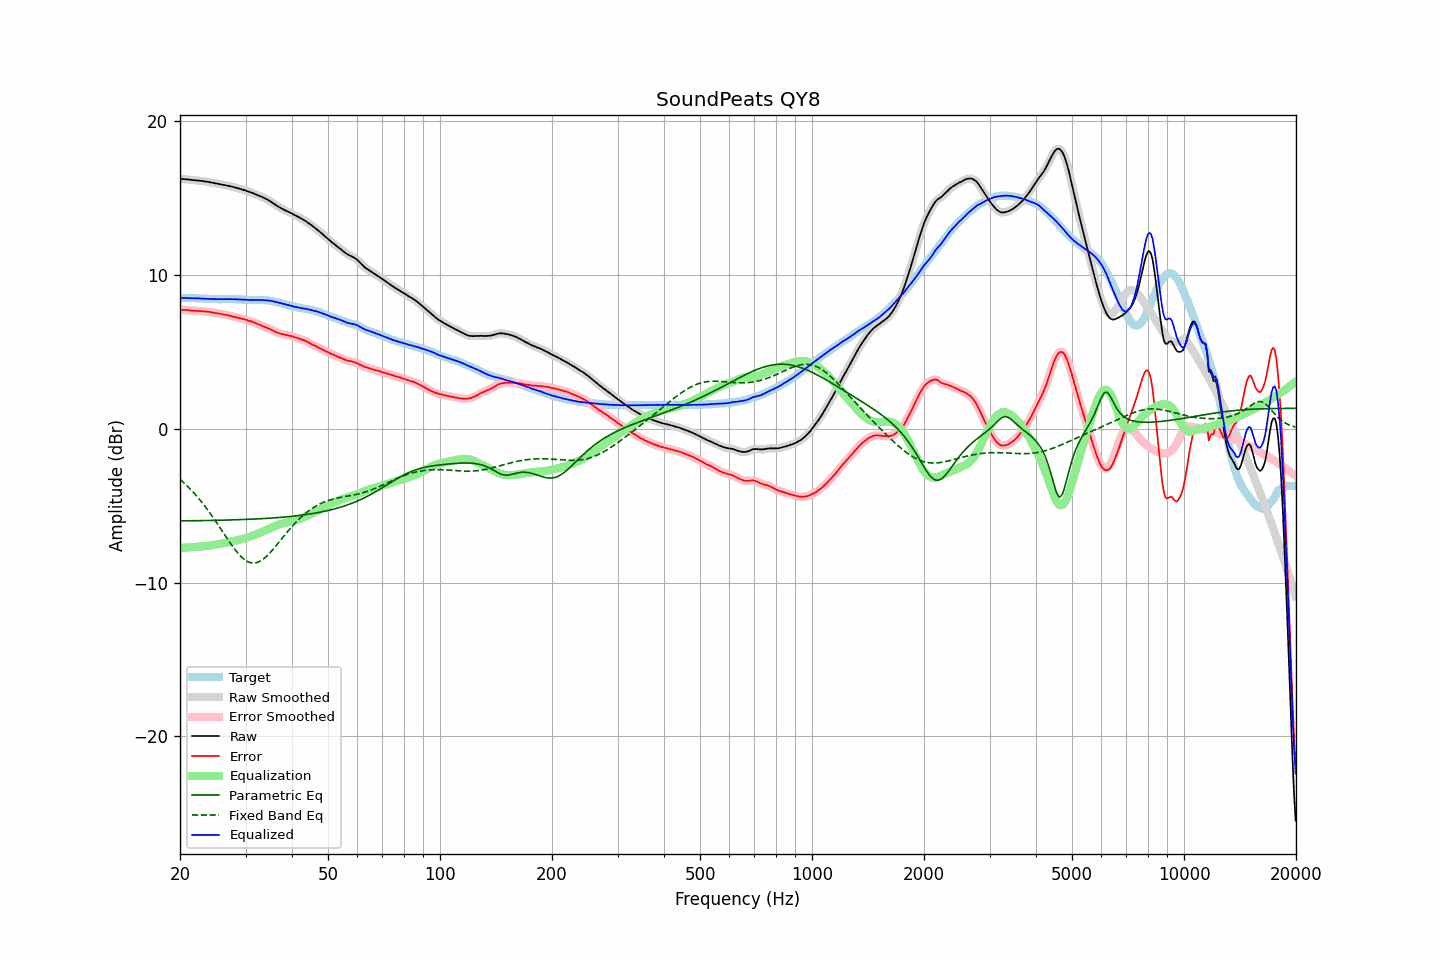 SoundPeats QY8
Amplitude (dBr)
20
10
0
−10
−20
Target
Raw Smoothed
Error Smoothed
Raw
Error
Equalization
Parametric Eq
Fixed Band Eq
Equalized
20 50 100 200 500 1000 2000 5000 10000 20000
Frequency (Hz)